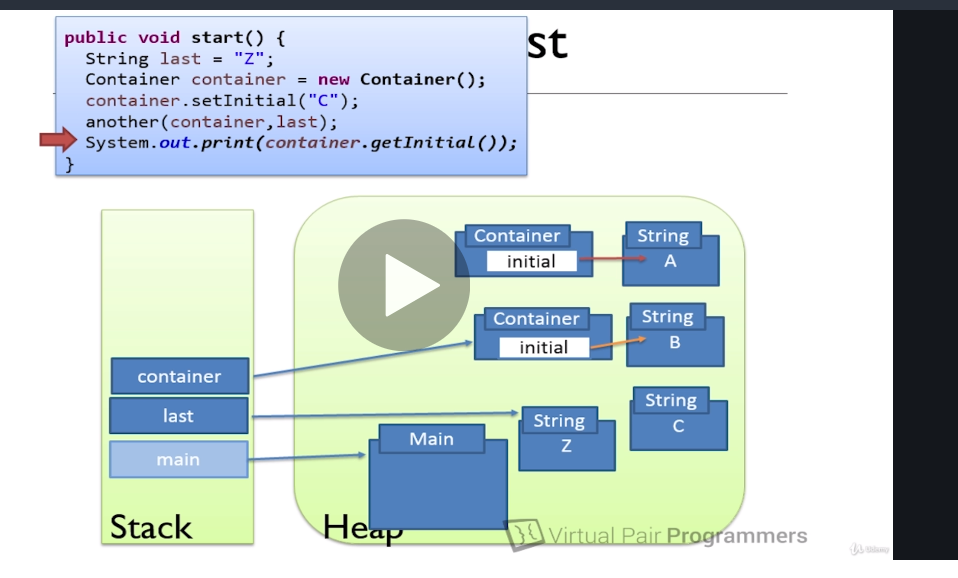 public void start() {
String last = "Z";
Container container = new Container();
container.setInitial("C");
another(container,last);
System.out.print(container.getInitial());
}
st
Container
initial
String
A
Container
initial
String
B
container
last
main
Main
String
Z
String
C
Stack
Heap
Virtual Pair Programmers
Udemy